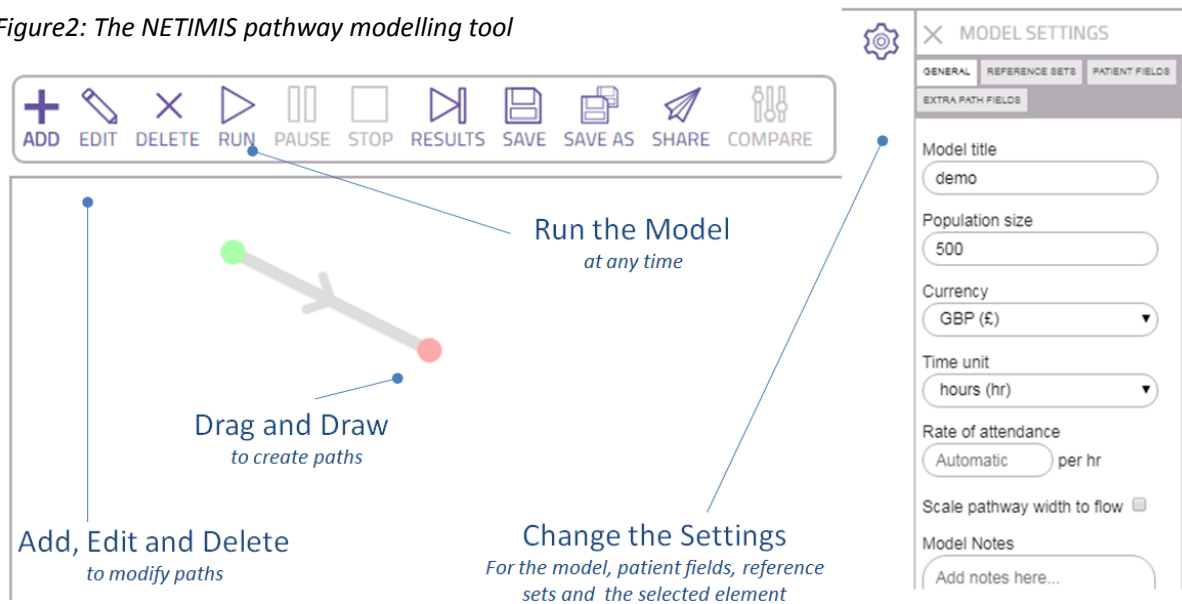 Figure2: The NETIMIS pathway modelling tool
ADD EDIT DELETE RUN PAUSE STOP RESULTS SAVE SAVE AS SHARE COMPARE
Run the Model
at any time
Drag and Draw
to create paths
Add, Edit and Delete
to modify paths
Change the Settings
For the model, patient fields, reference
sets and the selected element
MODEL SETTINGS
GENERAL REFERENCE SETS PATIENT FIELDS
EXTRA PATH FIELDS
Model title
demo
Population size
500
Currency
GBP (£)
Time unit
hours (hr)
Rate of attendance
Automatic per hr
Scale pathway width to flow
Model Notes
Add notes here...